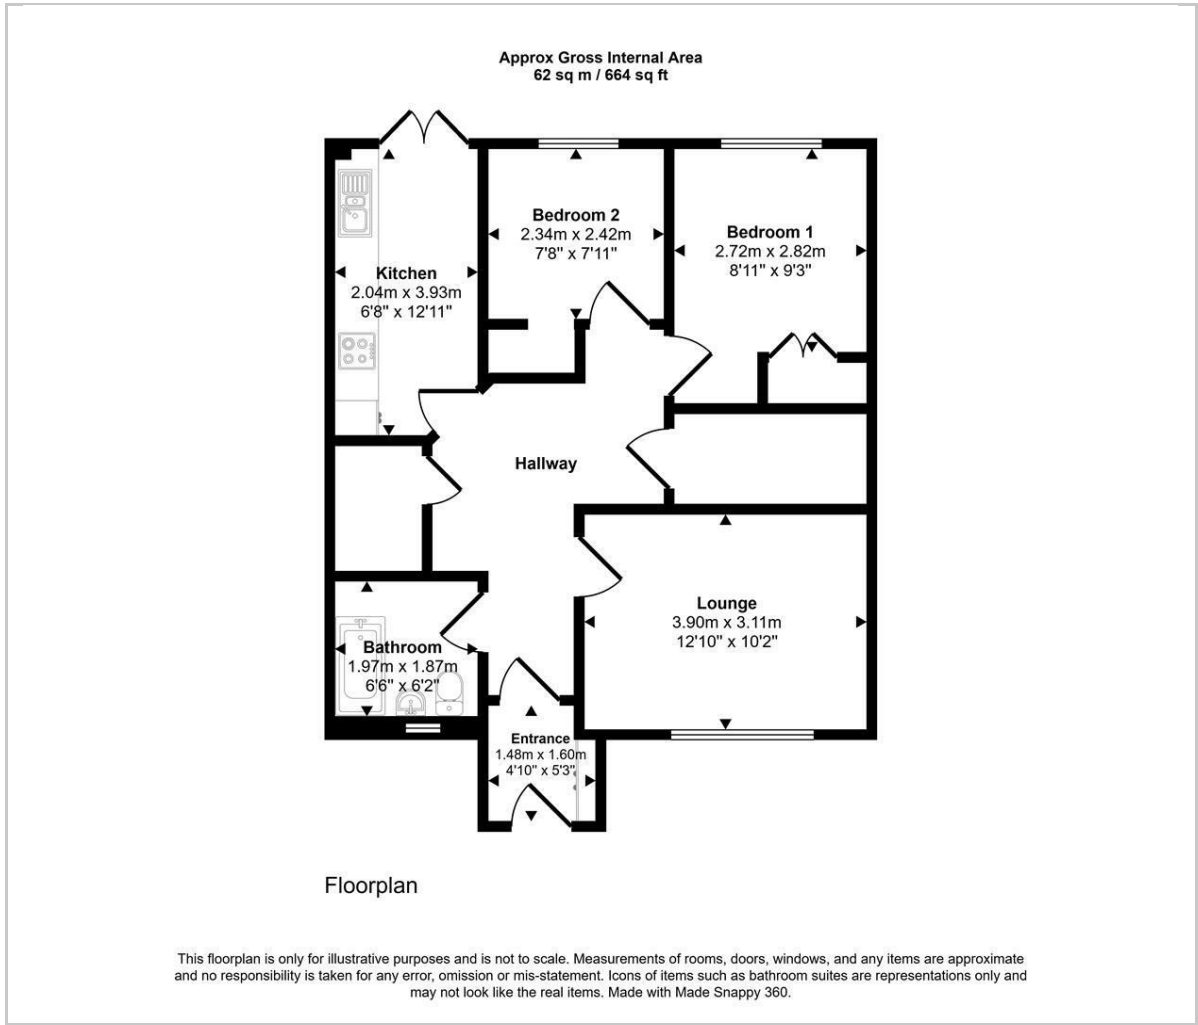 Approx Gross Internal Area
62 sq m / 664 sq ft
Bedroom 2
2.34m x 2.42m
7'8" x 7'11"
Bedroom 1
2.72m x 2.82m
8'11" x 9'3"
Kitchen
2.04m x 3.93m
6'8" x 12'11"
Hallway
Lounge
3.90m x 3.11m
12'10" x 10'2"
Bathroom
1.97m x 1.87m
6'6" x 6'2"
Entrance
1.48m x 1.60m
4'10" x 5'3"
Floorplan
This floorplan is only for illustrative purposes and is not to scale. Measurements of rooms, doors, windows, and any items are approximate
and no responsibility is taken for any error, omission or mis-statement. Icons of items such as bathroom suites are representations only and
may not look like the real items. Made with Made Snappy 360.